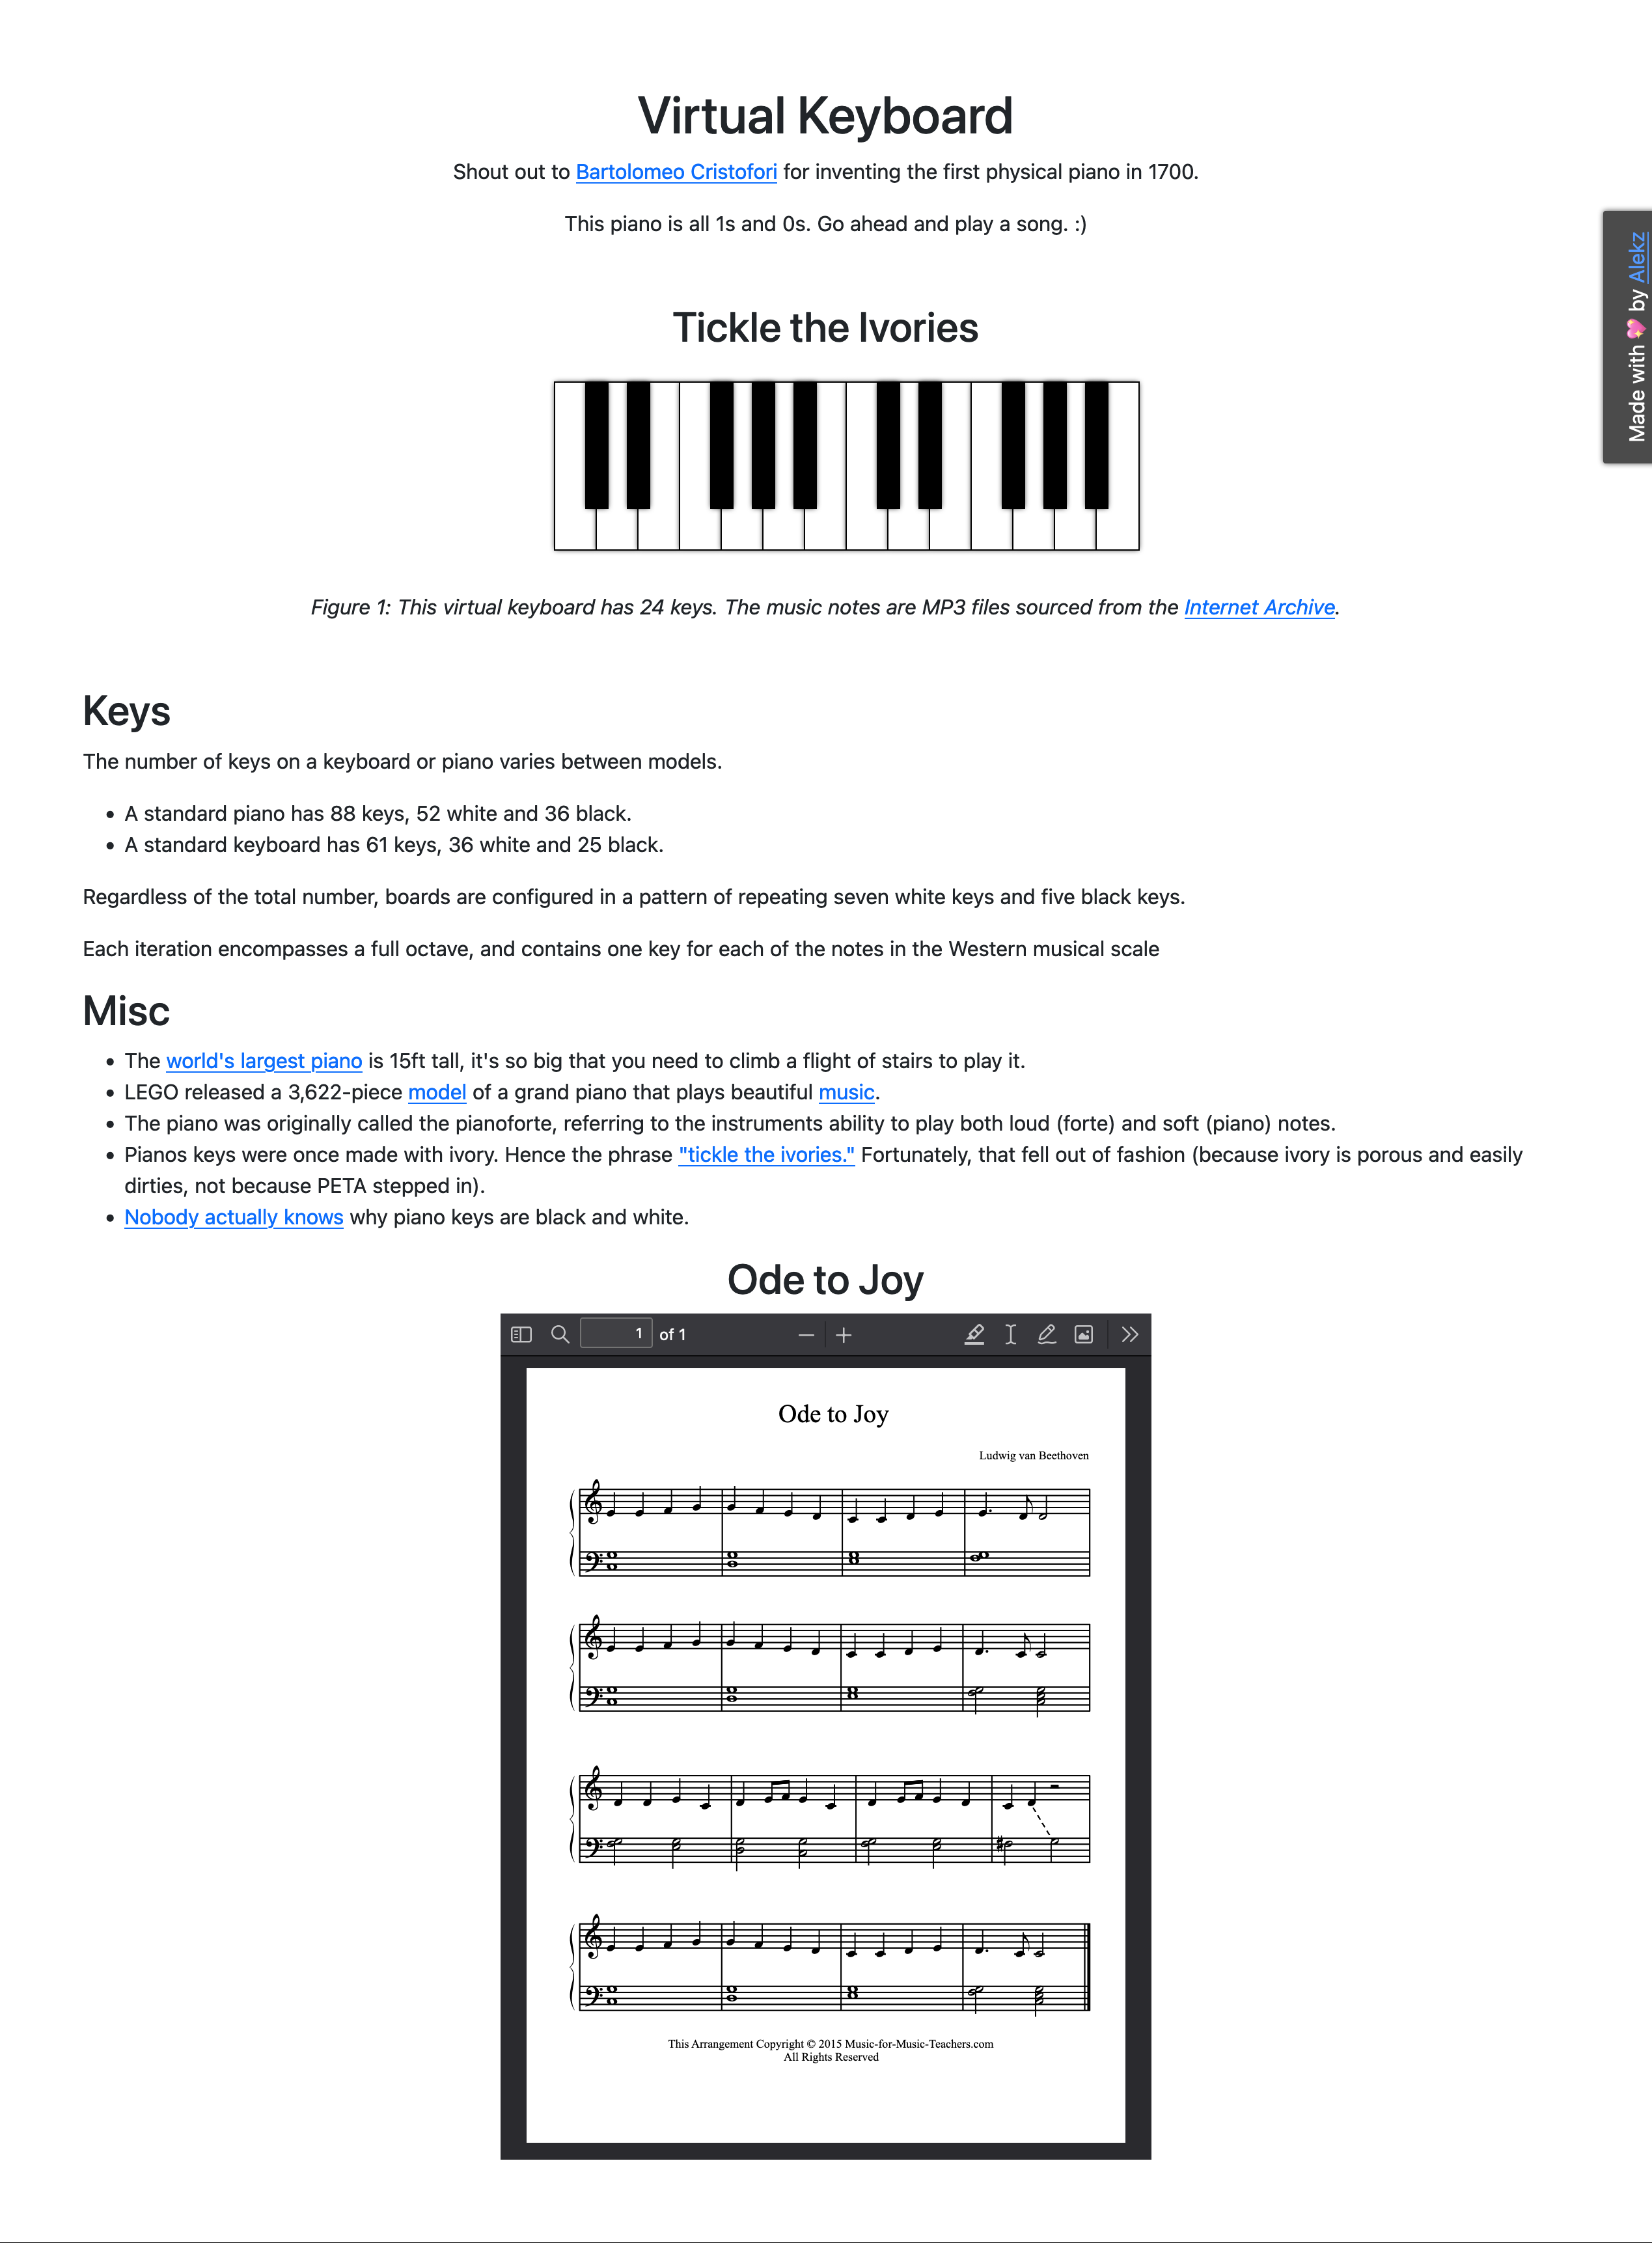 Virtual Keyboard
Shout out to Bartolomeo Cristofori for inventing the first physical piano in 1700.
This piano is all 1s and 0s. Go ahead and play a song. :)
Made with 💖 by Alekz
Tickle the Ivories
Figure 1: This virtual keyboard has 24 keys. The music notes are MP3 files sourced from the Internet Archive.
Keys
The number of keys on a keyboard or piano varies between models.
• A standard piano has 88 keys, 52 white and 36 black.
• A standard keyboard has 61 keys, 36 white and 25 black.
Regardless of the total number, boards are configured in a pattern of repeating seven white keys and five black keys.
Each iteration encompasses a full octave, and contains one key for each of the notes in the Western musical scale
Misc
• The world's largest piano is 15ft tall, it's so big that you need to climb a flight of stairs to play it.
• LEGO released a 3,622-piece model of a grand piano that plays beautiful music.
• The piano was originally called the pianoforte, referring to the instruments ability to play both loud (forte) and soft (piano) notes.
• Pianos keys were once made with ivory. Hence the phrase "tickle the ivories." Fortunately, that fell out of fashion (because ivory is porous and easily
dirties, not because PETA stepped in).
• Nobody actually knows why piano keys are black and white.
Ode to Joy
1 of 1
Ode to Joy
Ludwig van Beethoven
This Arrangement Copyright © 2015 Music-for-Music-Teachers.com
All Rights Reserved